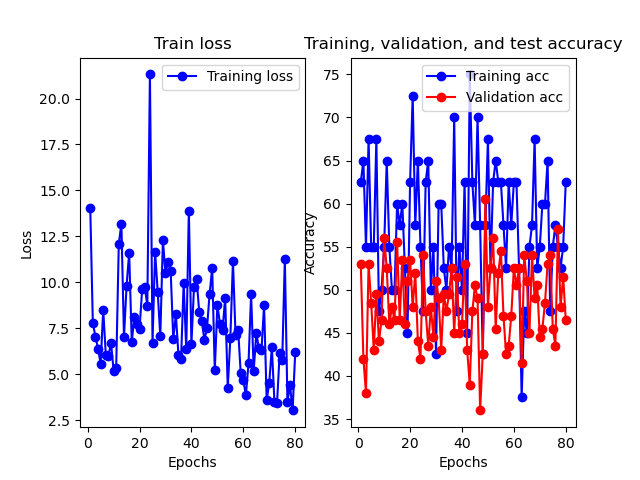 Train loss
Training loss
20.0
17.5
15.0
12.5
10.0
7.5
5.0
2.5
Loss
0 20 40 60 80
Epochs
Training, validation, and test accuracy
Training acc
Validation acc
75
70
65
60
55
50
45
40
35
Accuracy
0 20 40 60 80
Epochs